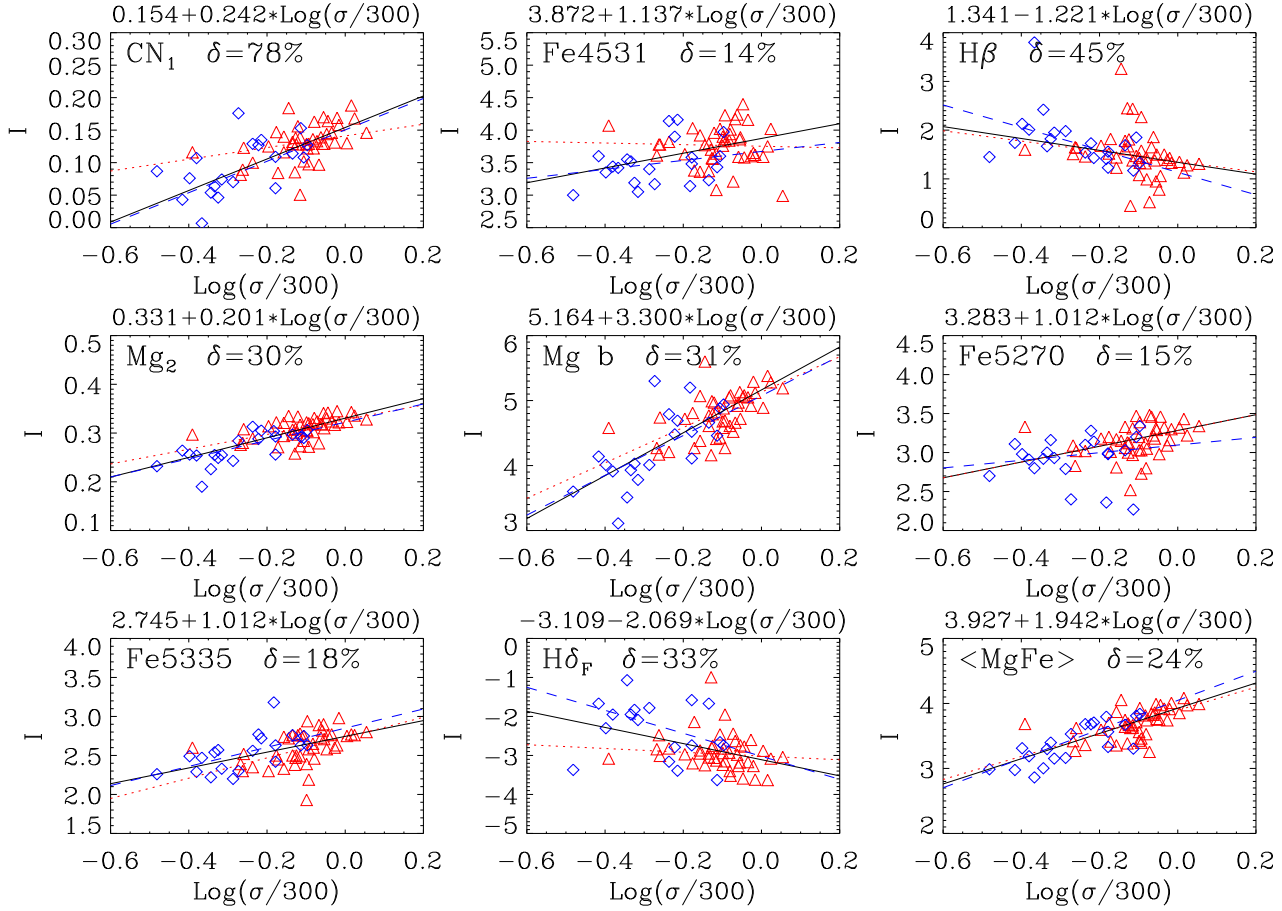 0.154+0.242*Log(σ/300) 3.872+1.137*Log(σ/300) 1.341−1.221*Log(σ/300)
CN₁ δ=78% Fe4531 δ=14% Hβ δ=45%
0.30 5.5 4
0.25 5.0
0.20 4.5 3
0.15 4.0 2
0.10 3.5
0.05 3.0 1
0.00 2.5 0
I I I
−0.6 −0.4 −0.2 0.0 0.2 −0.6 −0.4 −0.2 0.0 0.2 −0.6 −0.4 −0.2 0.0 0.2
Log(σ/300) Log(σ/300) Log(σ/300)
0.331+0.201*Log(σ/300) 5.164+3.300*Log(σ/300) 3.283+1.012*Log(σ/300)
Mg₂ δ=30% Mg b δ=31% Fe5270 δ=15%
0.5 6 4.5
0.4 5 4.0
0.3 3.5
0.2 4 3.0
2.5
0.1 3 2.0
I I I
−0.6 −0.4 −0.2 0.0 0.2 −0.6 −0.4 −0.2 0.0 0.2 −0.6 −0.4 −0.2 0.0 0.2
Log(σ/300) Log(σ/300) Log(σ/300)
2.745+1.012*Log(σ/300) −3.109−2.069*Log(σ/300) 3.927+1.942*Log(σ/300)
Fe5335 δ=18% Hδ_F δ=33% <MgFe> δ=24%
4.0 0 5
3.5 −1
3.0 −2 4
2.5 −3 3
2.0 −4
1.5 −5 2
I I I
−0.6 −0.4 −0.2 0.0 0.2 −0.6 −0.4 −0.2 0.0 0.2 −0.6 −0.4 −0.2 0.0 0.2
Log(σ/300) Log(σ/300) Log(σ/300)